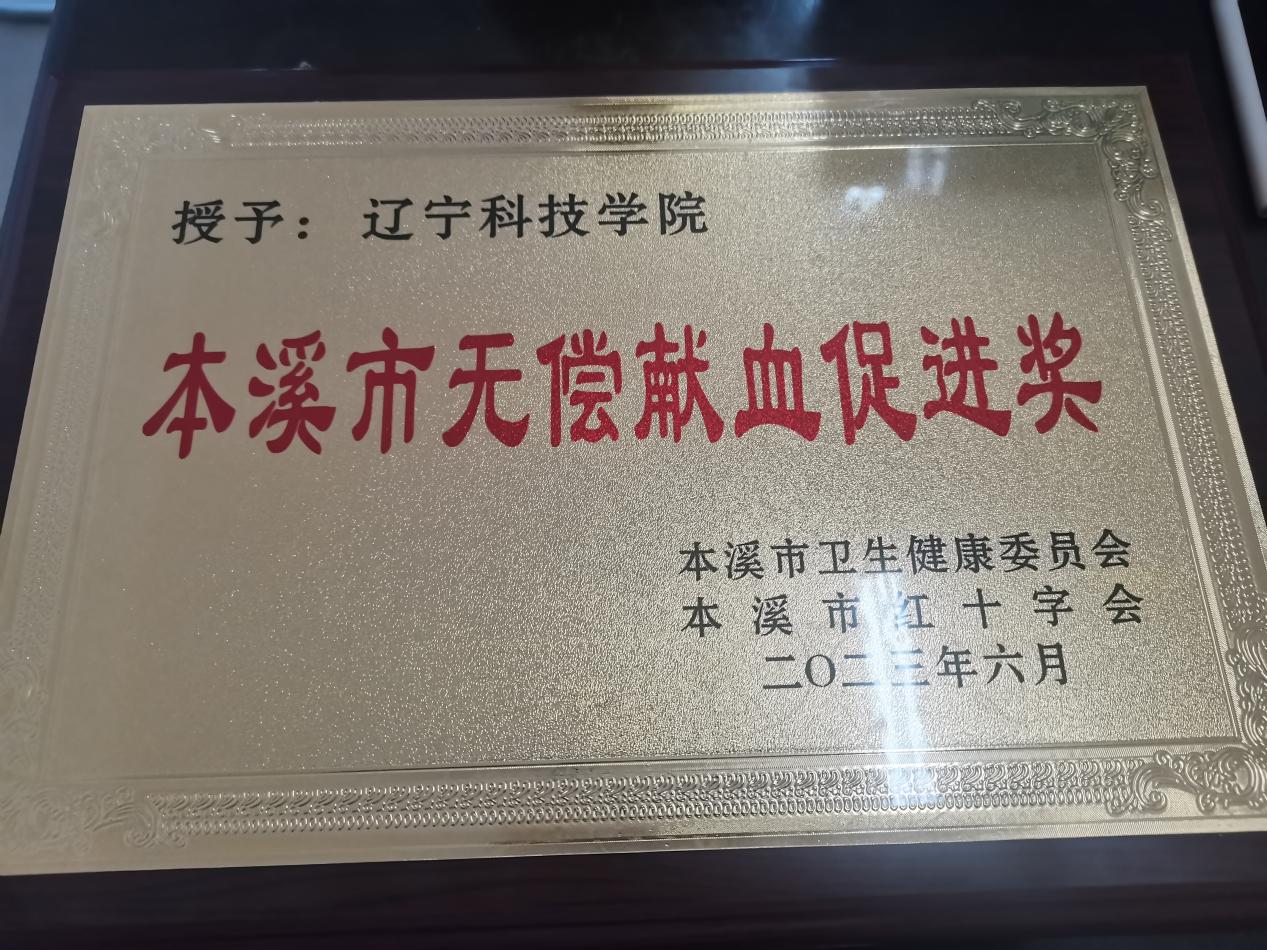 授予： 辽宁科技学院
本溪市无偿献血促进奖
本溪市卫生健康委员会
本溪市红十字会
二〇二三年六月